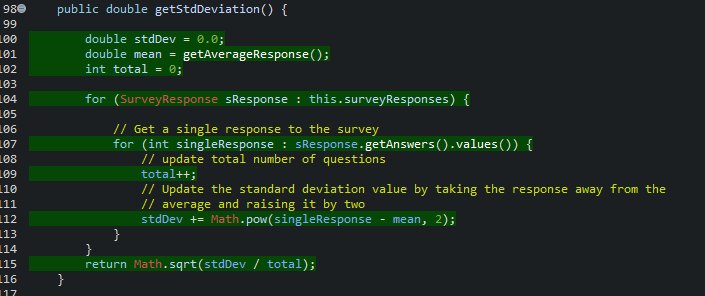 98 public double getStdDeviation() {
99
100 double stdDev = 0.0;
101 double mean = getAverageResponse();
102 int total = 0;
103
104 for (SurveyResponse sResponse : this.surveyResponses) {
105
106 // Get a single response to the survey
107 for (int singleResponse : sResponse.getAnswers().values()) {
108 // update total number of questions
109 total++;
110 // Update the standard deviation value by taking the response away from the
111 // average and raising it by two
112 stdDev += Math.pow(singleResponse - mean, 2);
113 }
114 }
115 return Math.sqrt(stdDev / total);
116 }
117